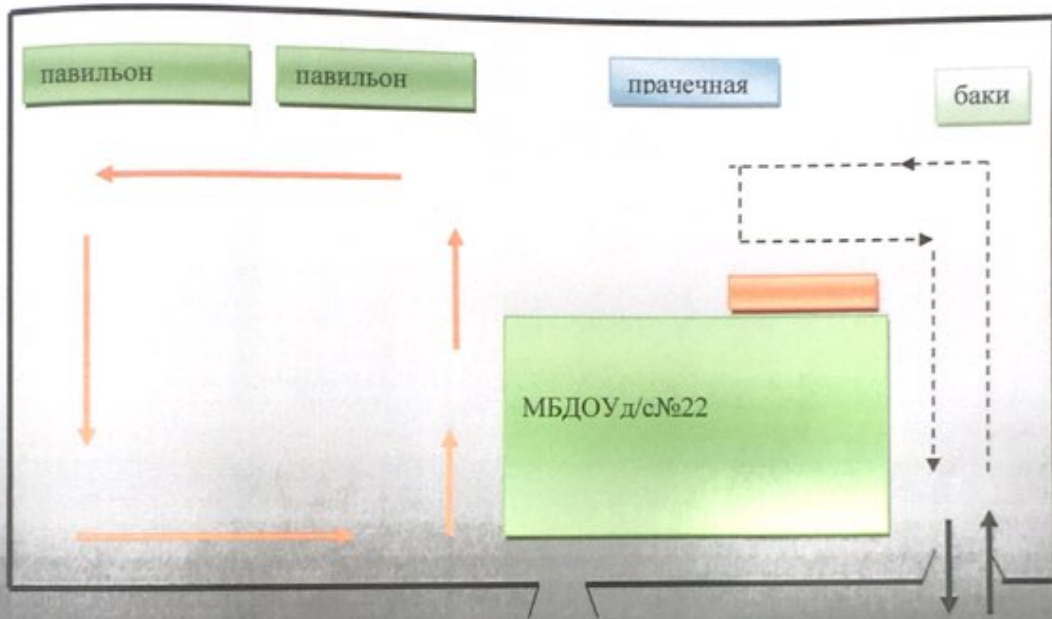 павильон
павильон
прачечная
баки
МБДОУд/с№22